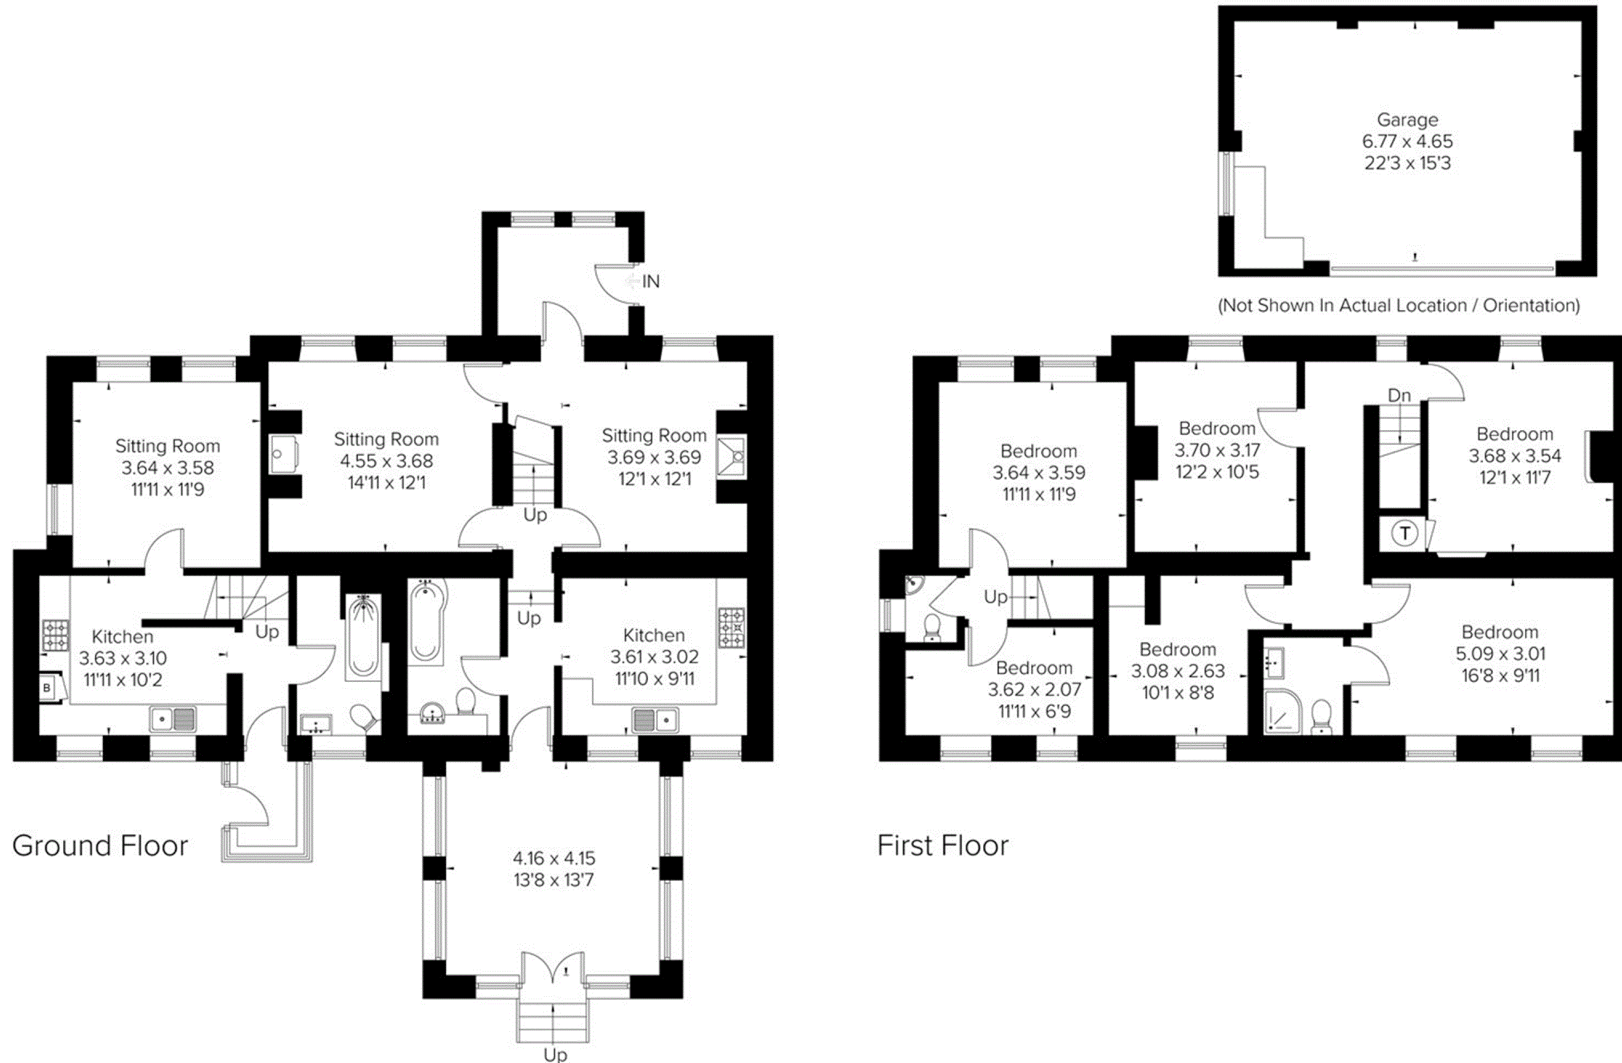 Garage
6.77 x 4.65
22'3 x 15'3
(Not Shown In Actual Location / Orientation)
IN
Sitting Room
3.64 x 3.58
11'11 x 11'9
Sitting Room
4.55 x 3.68
14'11 x 12'1
Sitting Room
3.69 x 3.69
12'1 x 12'1
Up
Kitchen
3.63 x 3.10
11'11 x 10'2
B
Up
Up
Kitchen
3.61 x 3.02
11'10 x 9'11
4.16 x 4.15
13'8 x 13'7
Up
Ground Floor
Bedroom
3.64 x 3.59
11'11 x 11'9
Bedroom
3.70 x 3.17
12'2 x 10'5
Dn
Bedroom
3.68 x 3.54
12'1 x 11'7
T
Up
Bedroom
3.62 x 2.07
11'11 x 6'9
Bedroom
3.08 x 2.63
10'1 x 8'8
Bedroom
5.09 x 3.01
16'8 x 9'11
First Floor